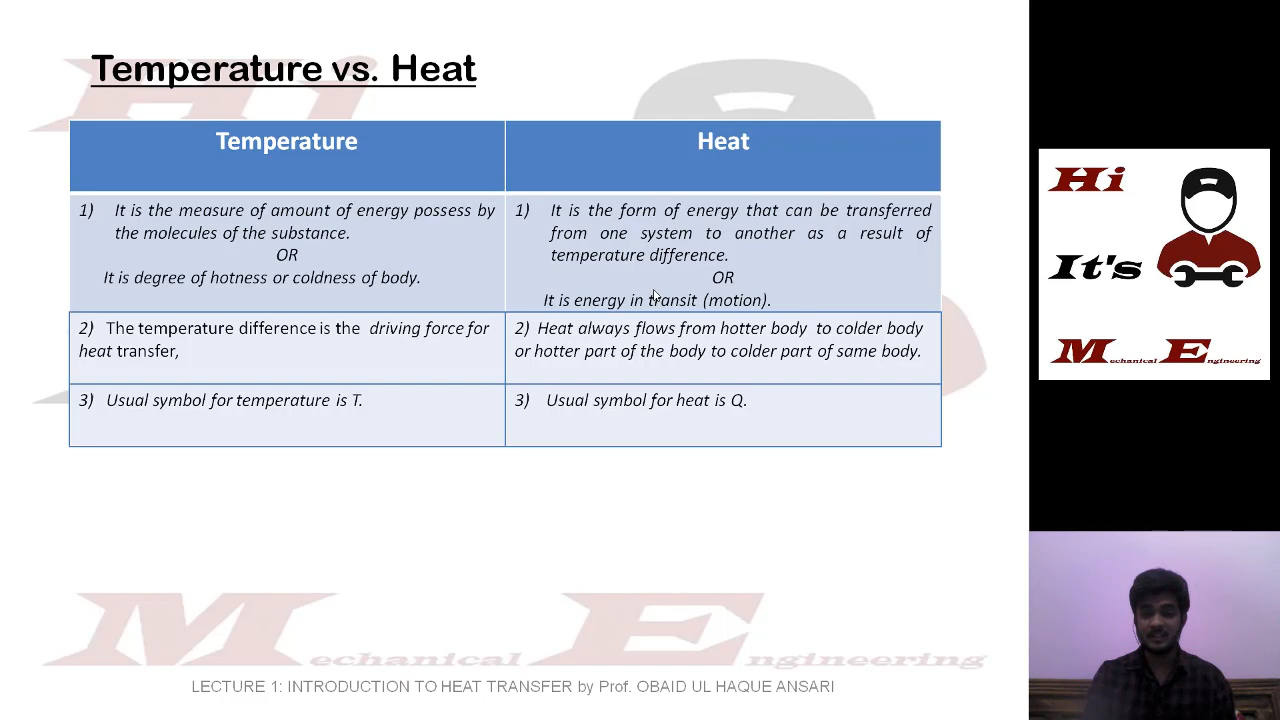 Temperature vs. Heat
Temperature
Heat
1) It is the measure of amount of energy possess by
the molecules of the substance.
OR
It is degree of hotness or coldness of body.
1) It is the form of energy that can be transferred
from one system to another as a result of
temperature difference.
OR
It is energy in transit (motion).
2) The temperature difference is the driving force for
heat transfer,
2) Heat always flows from hotter body to colder body
or hotter part of the body to colder part of same body.
3) Usual symbol for temperature is T.
3) Usual symbol for heat is Q.
Mechanical Engineering
LECTURE 1: INTRODUCTION TO HEAT TRANSFER by Prof. OBAID UL HAQUE ANSARI
Hi
It's
Mechanical Engineering